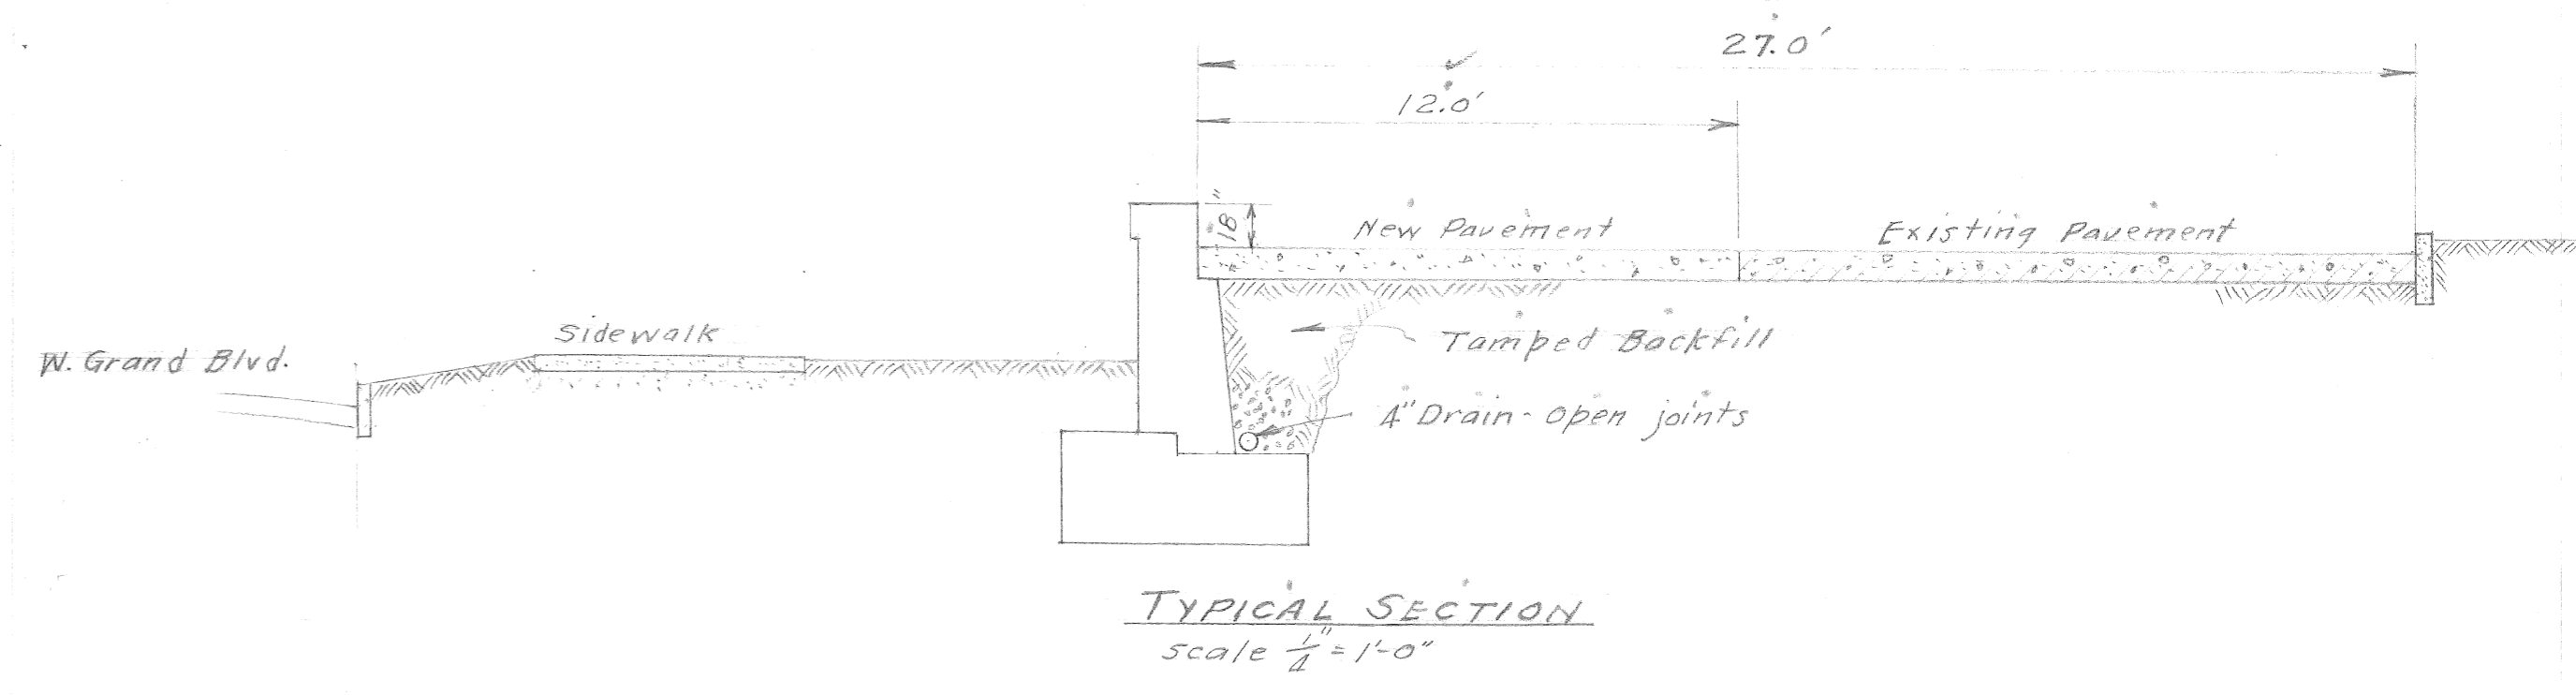 27.0'
12.0'
18"
New Pavement
Existing Pavement
Sidewalk
W. Grand Blvd.
Tamped Backfill
4" Drain - open joints
TYPICAL SECTION
scale 1/4" = 1'-0"